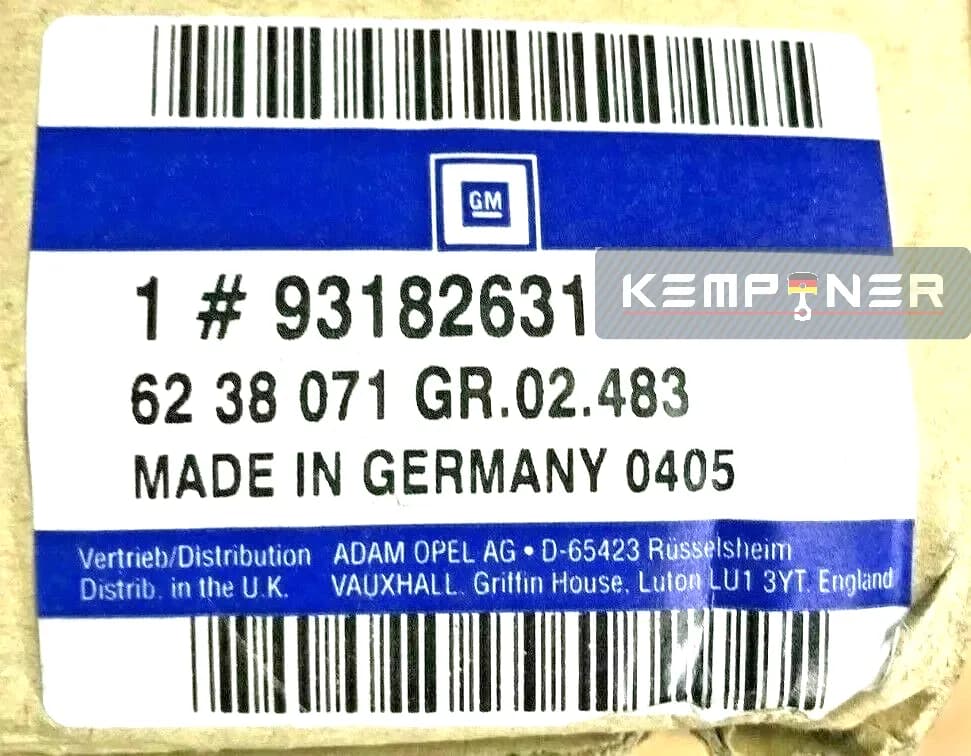 GM
1 # 93182631
KEMPTNER
62 38 071 GR.02.483
MADE IN GERMANY 0405
Vertrieb/Distribution ADAM OPEL AG • D-65423 Rüsselsheim
Distrib. in the U.K. VAUXHALL. Griffin House, Luton LU1 3YT. England